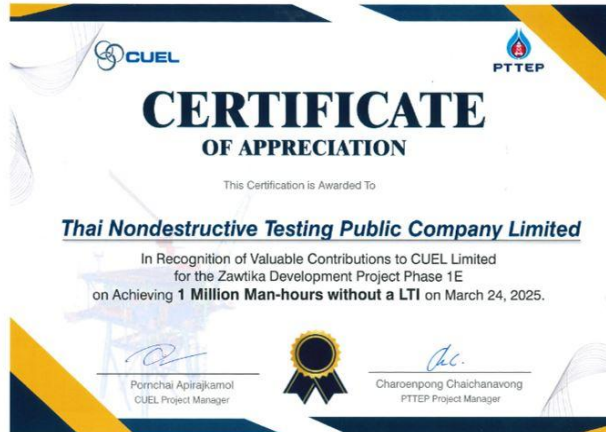 CUEL
PTTEP
CERTIFICATE
OF APPRECIATION
This Certification is Awarded To
Thai Nondestructive Testing Public Company Limited
In Recognition of Valuable Contributions to CUEL Limited
for the Zawtika Development Project Phase 1E
on Achieving 1 Million Man-hours without a LTI on March 24, 2025.
Pornchai Apirajkamol
CUEL Project Manager
Charoenpong Chaichanavong
PTTEP Project Manager